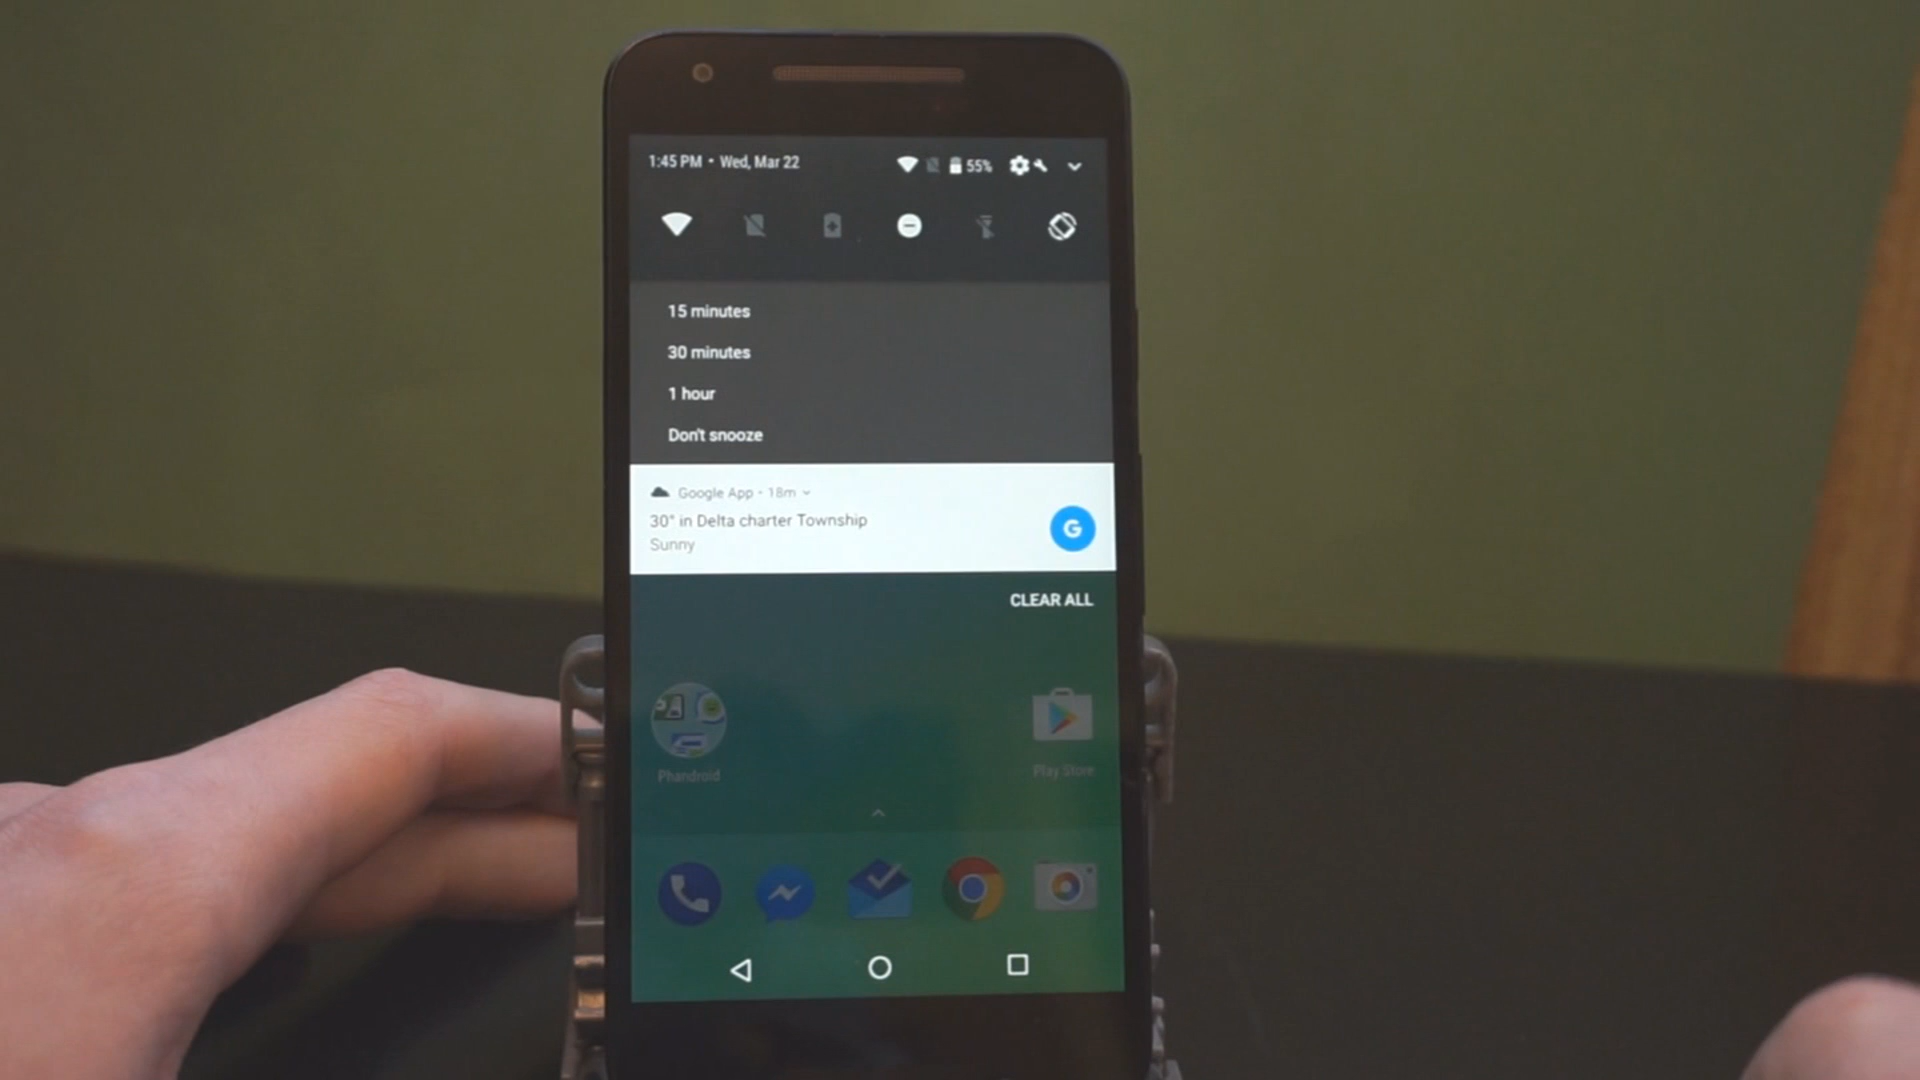 1:45 PM • Wed, Mar 22
55%
15 minutes
30 minutes
1 hour
Don't snooze
Google App • 18m
30° in Delta charter Township
Sunny
G
CLEAR ALL
Phandroid
Play Store